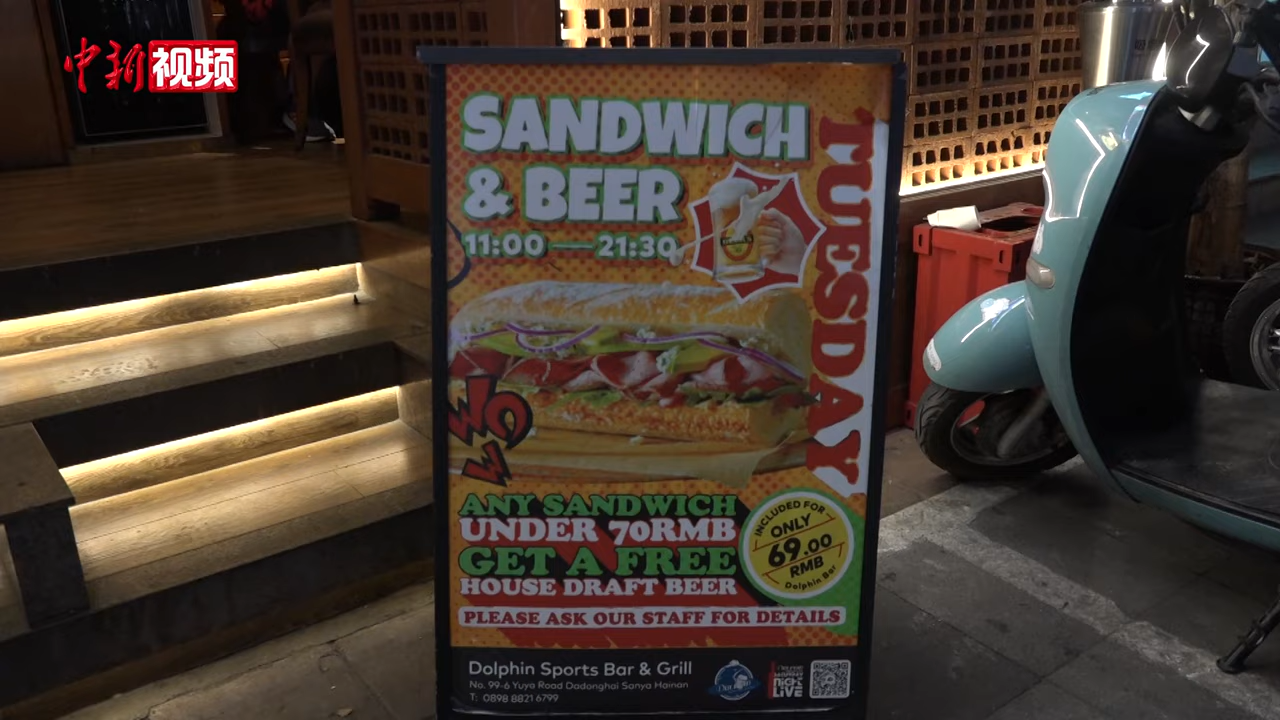 中新视频
SANDWICH
& BEER
11:00 — 21:30
TUESDAY
WOW
ANY SANDWICH
UNDER 70RMB
GET A FREE
HOUSE DRAFT BEER
PLEASE ASK OUR STAFF FOR DETAILS
INCLUDED FOR
ONLY
69.00
RMB
Dolphin Bar
Dolphin Sports Bar & Grill
No. 99-6 Yuya Road Dadonghai Sanya Hainan
T: 0898 8821 6799
NIGHT
LIVE